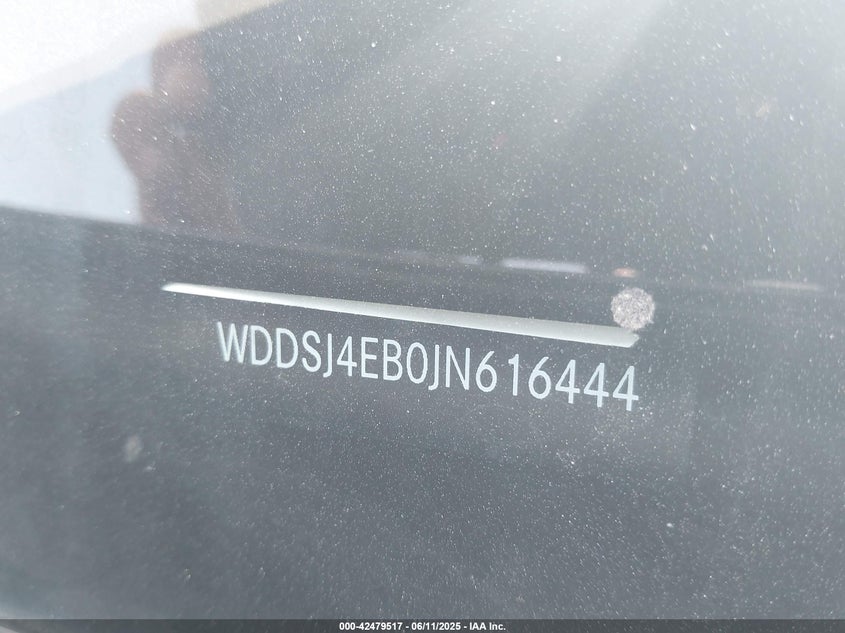 WDDSJ4EB0JN616444
000-42479517 - 06/11/2025 - IAA Inc.